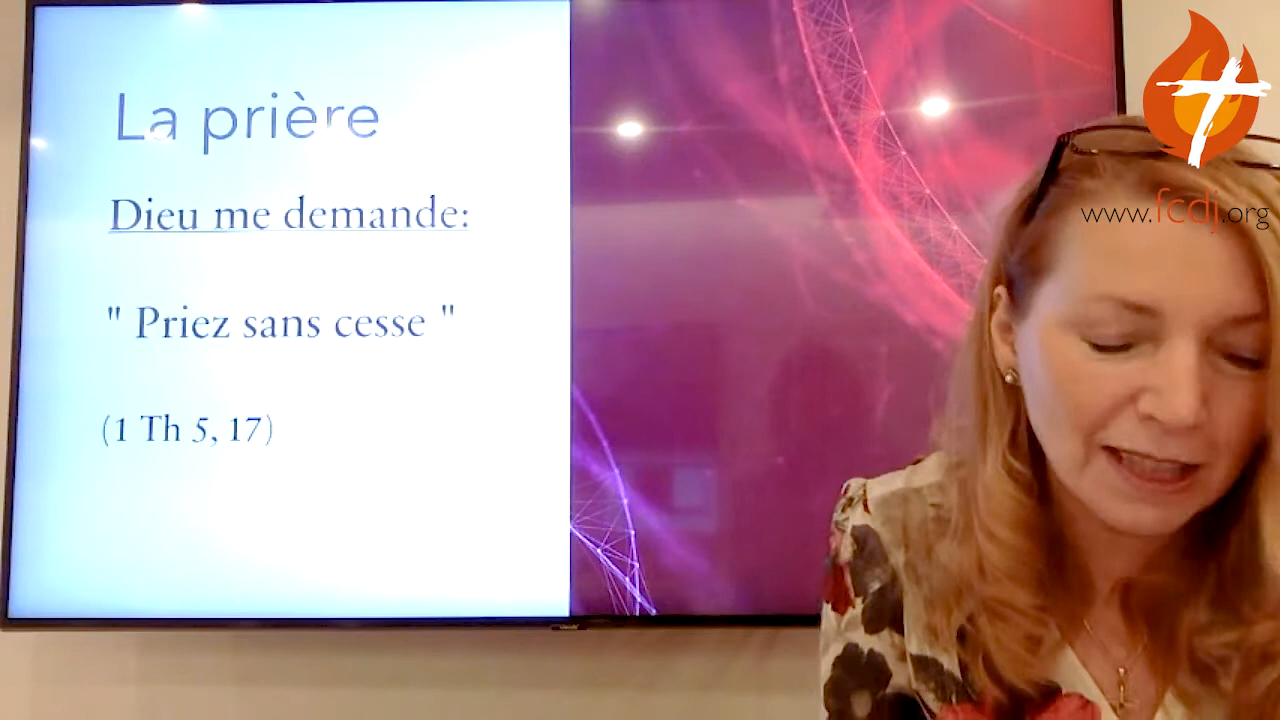 La prière
Dieu me demande:
" Priez sans cesse "
(1 Th 5, 17)
www.fcdj.org